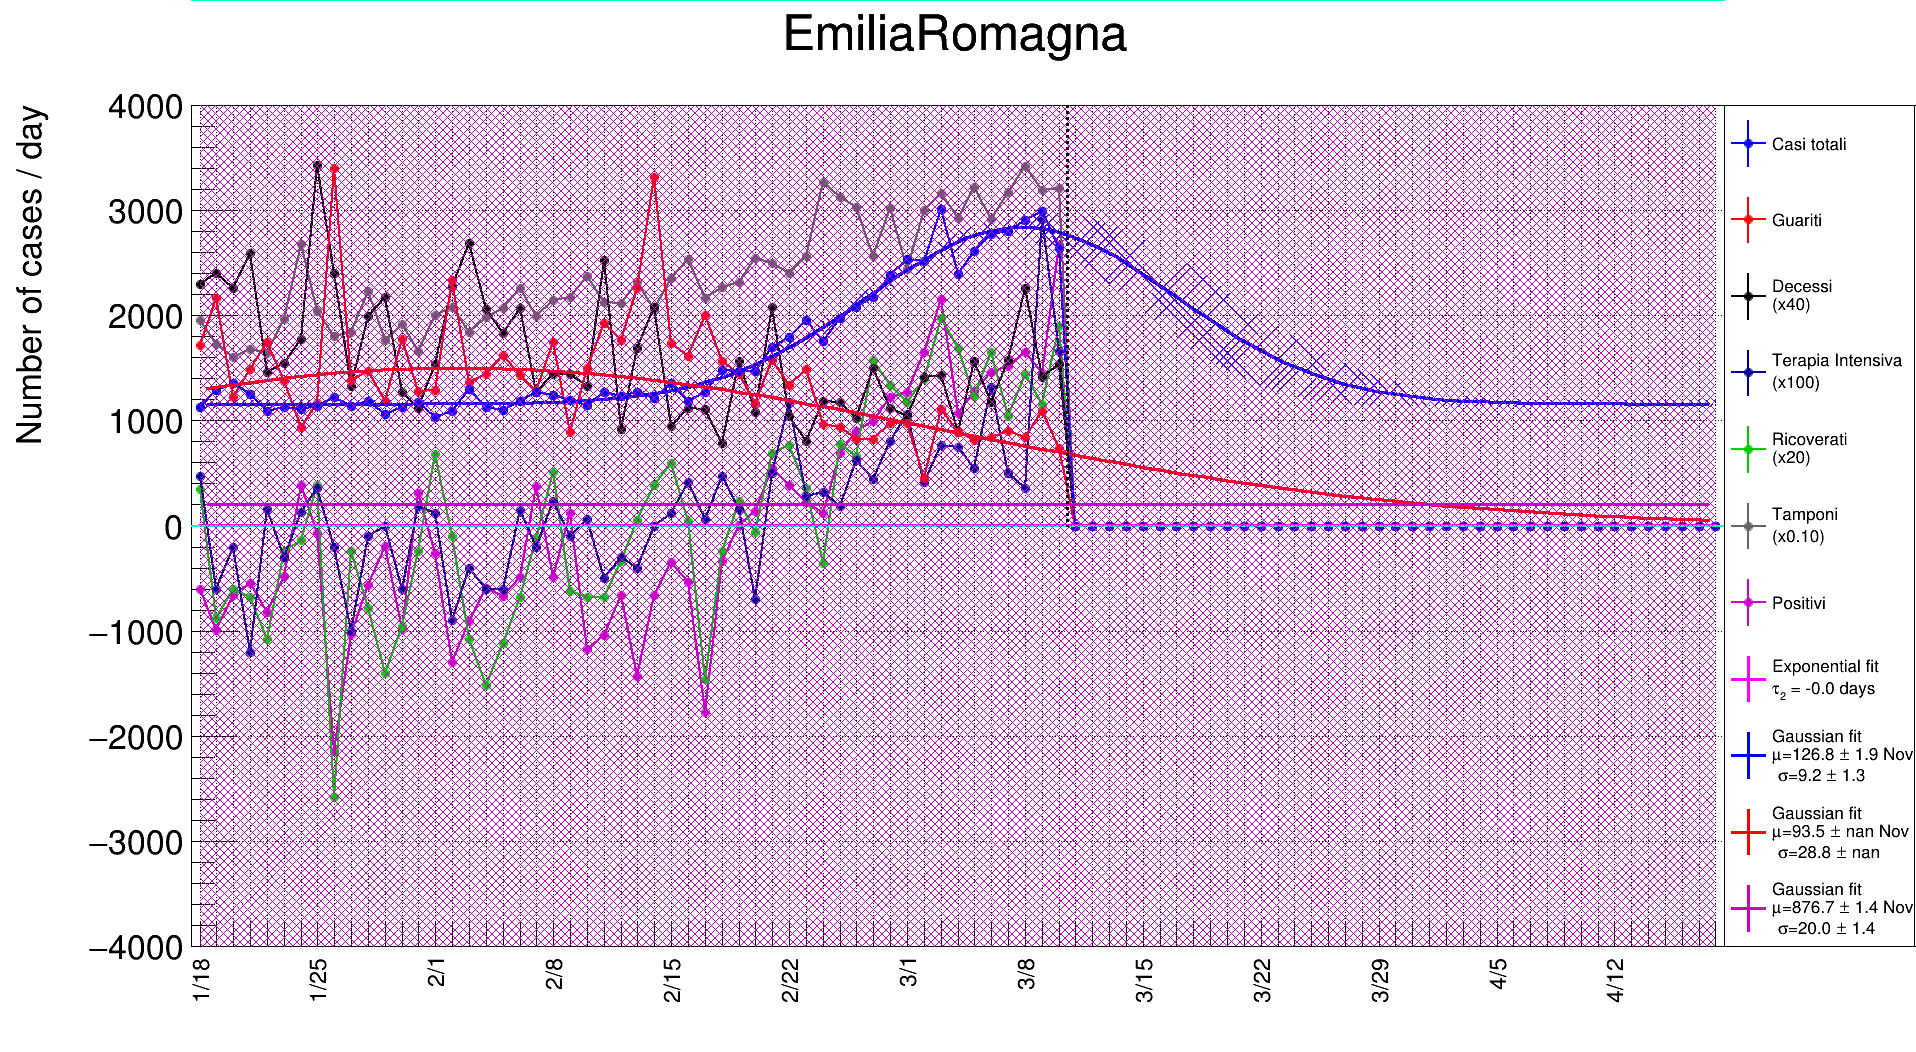 EmiliaRomagna
Number of cases / day
4000
3000
2000
1000
0
−1000
−2000
−3000
−4000
1/18
1/25
2/1
2/8
2/15
2/22
3/1
3/8
3/15
3/22
3/29
4/5
4/12
Casi totali
Guariti
Decessi
(x40)
Terapia Intensiva
(x100)
Ricoverati
(x20)
Tamponi
(x0.10)
Positivi
Exponential fit
τ2 = -0.0 days
Gaussian fit
μ=126.8 ± 1.9 Nov
σ=9.2 ± 1.3
Gaussian fit
μ=93.5 ± nan Nov
σ=28.8 ± nan
Gaussian fit
μ=876.7 ± 1.4 Nov
σ=20.0 ± 1.4